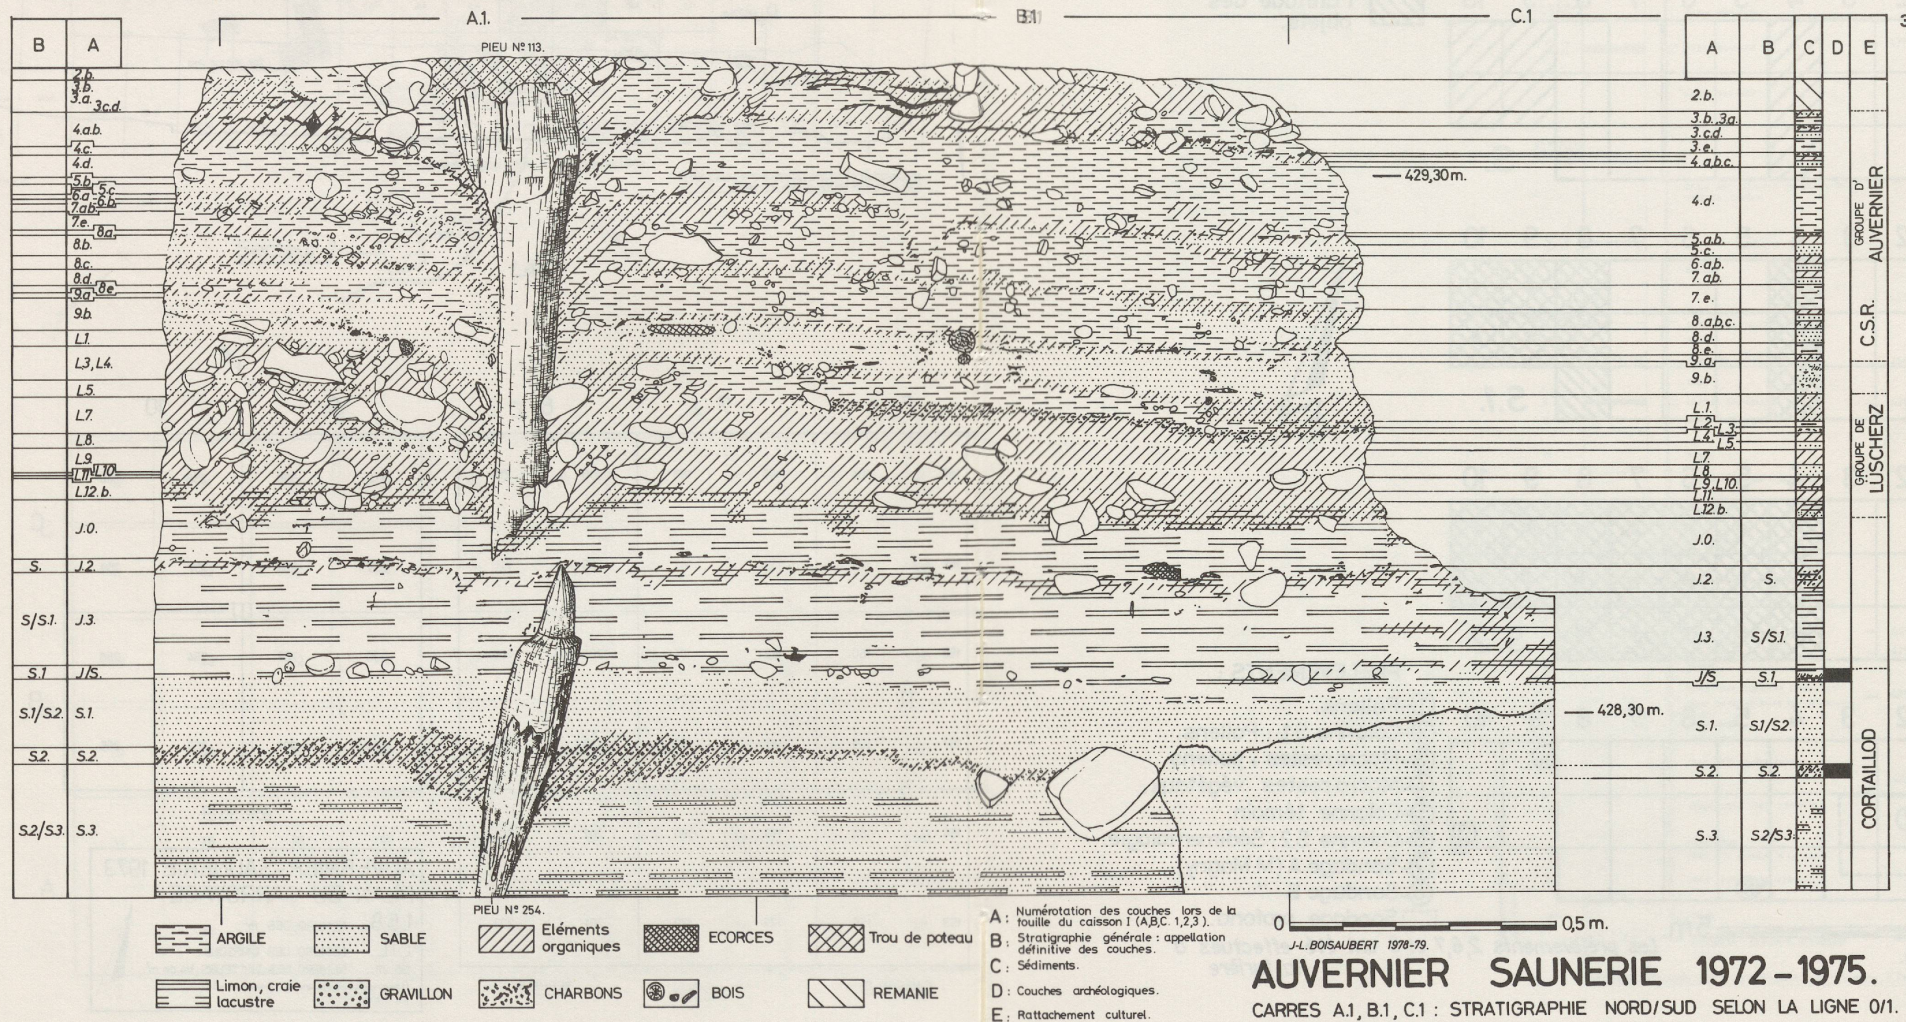 A.1.
B.1
C.1
3
B A
PIEU Nº 113.
A B C D E
2.b.
3.b.
3.a.
3c.d.
4.a.b.
4.c.
4.d.
5.b.
5.c
6.a
6.b.
7.ab.
7.e.
8.a
8.b.
8.c.
8.d.
8e
9.a
9.b.
L.1.
L.3, L.4.
L.5.
L.7.
L.8.
L.9.
L.10.
L.11
L.12.b.
J.0.
S. J.2.
S/S.1. J.3.
S.1 J/S.
S.1/S.2. S.1.
S.2. S.2.
S.2/S.3. S.3.
429,30 m.
428,30 m.
2.b.
3.b. 3a.
3.c.d.
3.e.
4.a,b,c.
4.d.
5.a,b.
5.c.
6.a,b.
7.ab.
7.e.
8.a,b,c.
8.d.
8.e.
9.a.
9.b.
L.1.
L.2.
L.3.
L.4.
L.5.
L.7.
L.8.
L.9, L.10.
L.11.
L.12.b.
J.0.
J.2. S.
J.3. S/S.1.
J/S S.1
S.1. S.1/S.2.
S.2. S.2.
S.3. S.2/S.3.
GROUPE D'
AUVERNIER
C.S.R.
GROUPE DE
LÜSCHERZ
CORTAILLOD
PIEU Nº 254.
ARGILE
SABLE
Eléments
organiques
ECORCES
Trou de poteau
Limon, craie
lacustre
GRAVILLON
CHARBONS
BOIS
REMANIE
A: Numérotation des couches lors de la
fouille du caisson I (A,B,C. 1,2,3).
B: Stratigraphie générale : appellation
définitive des couches.
C: Sédiments.
D: Couches archéologiques.
E: Rattachement culturel.
0 0,5 m.
J-L. BOISAUBERT 1978-79.
AUVERNIER SAUNERIE 1972-1975.
CARRES A.1, B.1, C.1 : STRATIGRAPHIE NORD/SUD SELON LA LIGNE 0/1.